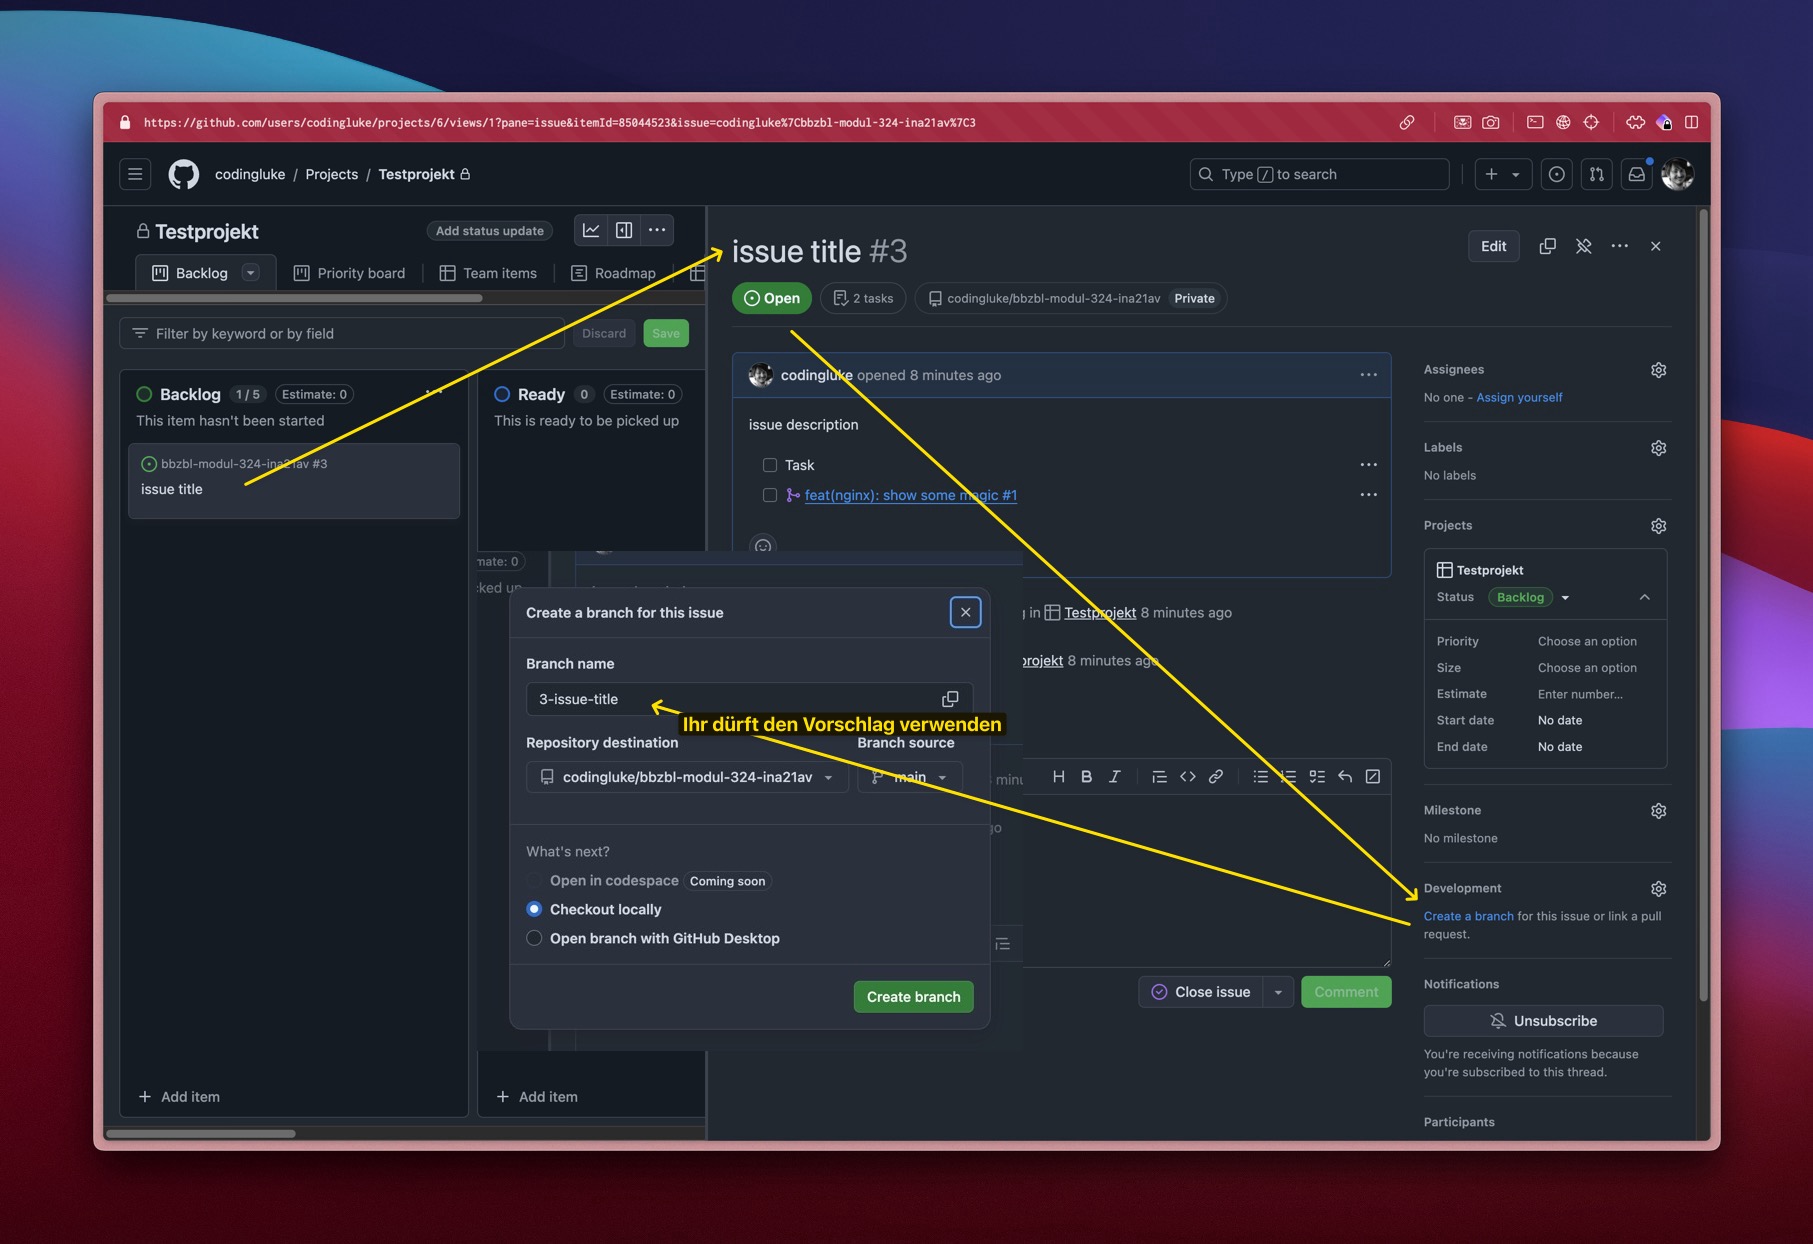 https://github.com/users/codingluke/projects/6/views/1?pane=issue&itemId=85044523&issue=codingluke%7Cbbzbl-modul-324-ina21av%7C3
codingluke / Projects / Testprojekt
Type / to search
Testprojekt
Add status update
Backlog
Priority board
Team items
Roadmap
Filter by keyword or by field
Discard
Save
Backlog 1 / 5 Estimate: 0
This item hasn't been started
bbzbl-modul-324-ina21av #3
issue title
Add item
Ready 0 Estimate: 0
This is ready to be picked up
Add item
issue title #3
Edit
Open
2 tasks
codingluke/bbzbl-modul-324-ina21av Private
codingluke opened 8 minutes ago
issue description
Task
feat(nginx): show some magic #1
mate: 0
cked up
in Testprojekt 8 minutes ago
projekt 8 minutes ago
Create a branch for this issue
Branch name
3-issue-title
Ihr dürft den Vorschlag verwenden
Repository destination
Branch source
codingluke/bbzbl-modul-324-ina21av
main
minu
go
What's next?
Open in codespace Coming soon
Checkout locally
Open branch with GitHub Desktop
Create branch
Close issue
Comment
Assignees
No one - Assign yourself
Labels
No labels
Projects
Testprojekt
Status Backlog
Priority Choose an option
Size Choose an option
Estimate Enter number...
Start date No date
End date No date
Milestone
No milestone
Development
Create a branch for this issue or link a pull
request.
Notifications
Unsubscribe
You're receiving notifications because
you're subscribed to this thread.
Participants